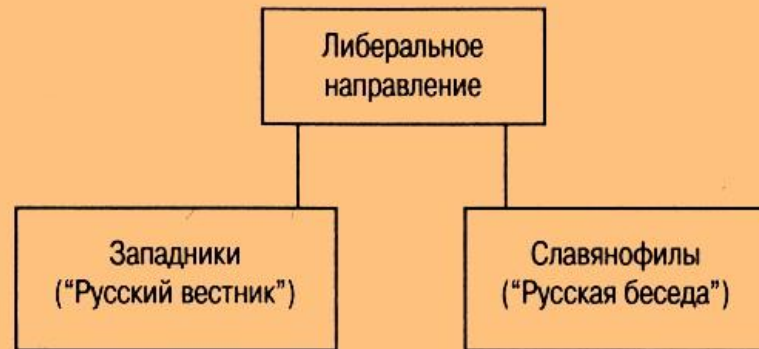 Либеральное
направление
Западники
(“Русский вестник”)
Славянофилы
(“Русская беседа”)